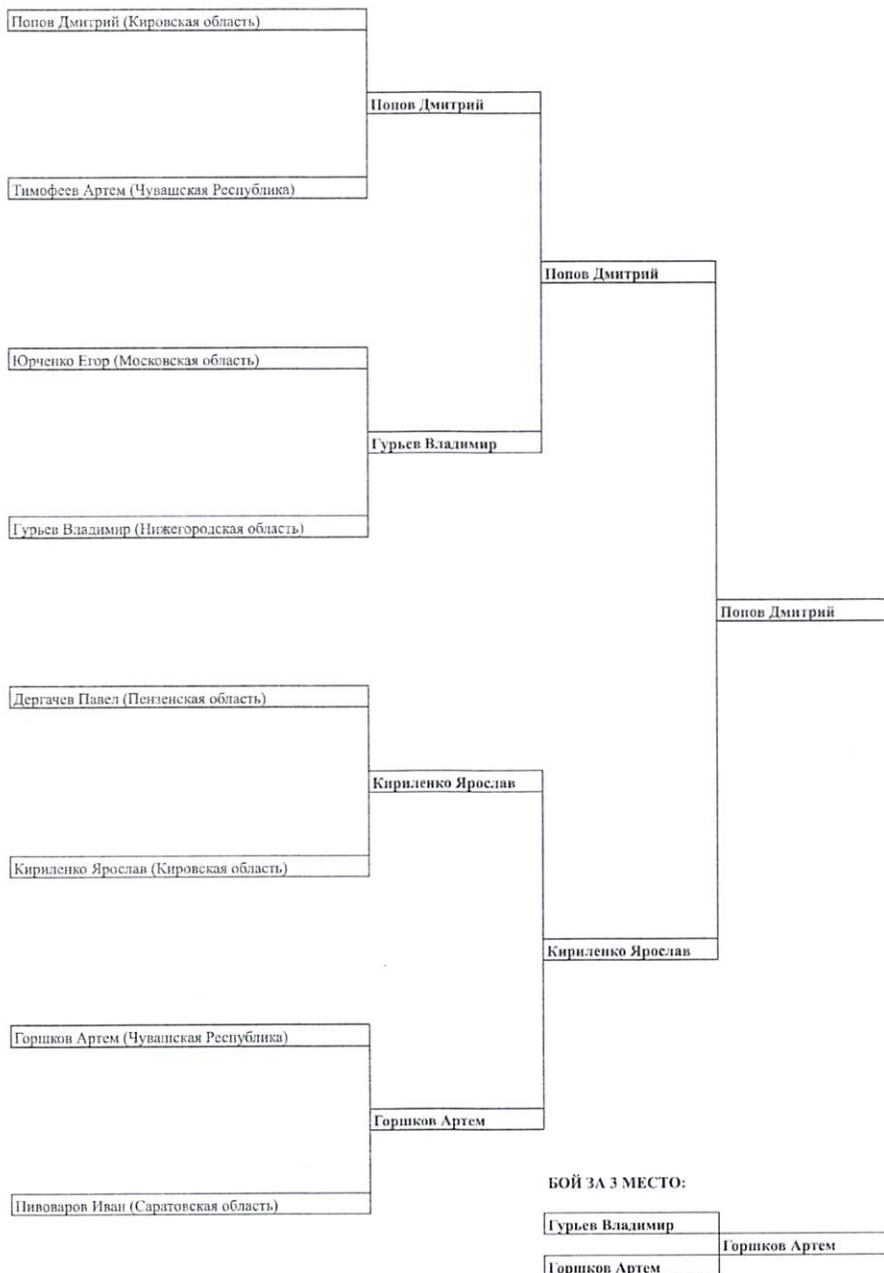 Попов Дмитрий (Кировская область)
Попов Дмитрий
Тимофеев Артем (Чувашская Республика)
Попов Дмитрий
Юрченко Егор (Московская область)
Гурьев Владимир
Гурьев Владимир (Нижегородская область)
Попов Дмитрий
Дергачев Павел (Пензенская область)
Кириленко Ярослав
Кириленко Ярослав (Кировская область)
Кириленко Ярослав
Горшков Артем (Чувашская Республика)
Горшков Артем
Пивоваров Иван (Саратовская область)
БОЙ ЗА 3 МЕСТО:
Гурьев Владимир
Горшков Артем
Горшков Артем